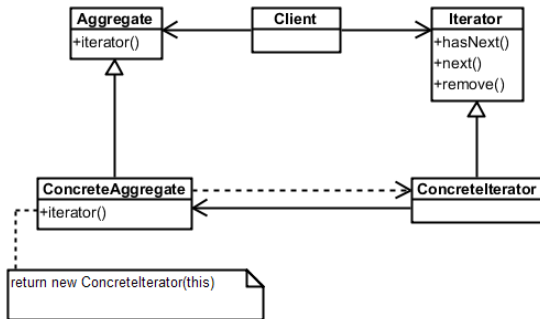 Aggregate
+iterator()
Client
Iterator
+hasNext()
+next()
+remove()
ConcreteAggregate
+iterator()
ConcreteIterator
return new ConcreteIterator(this)